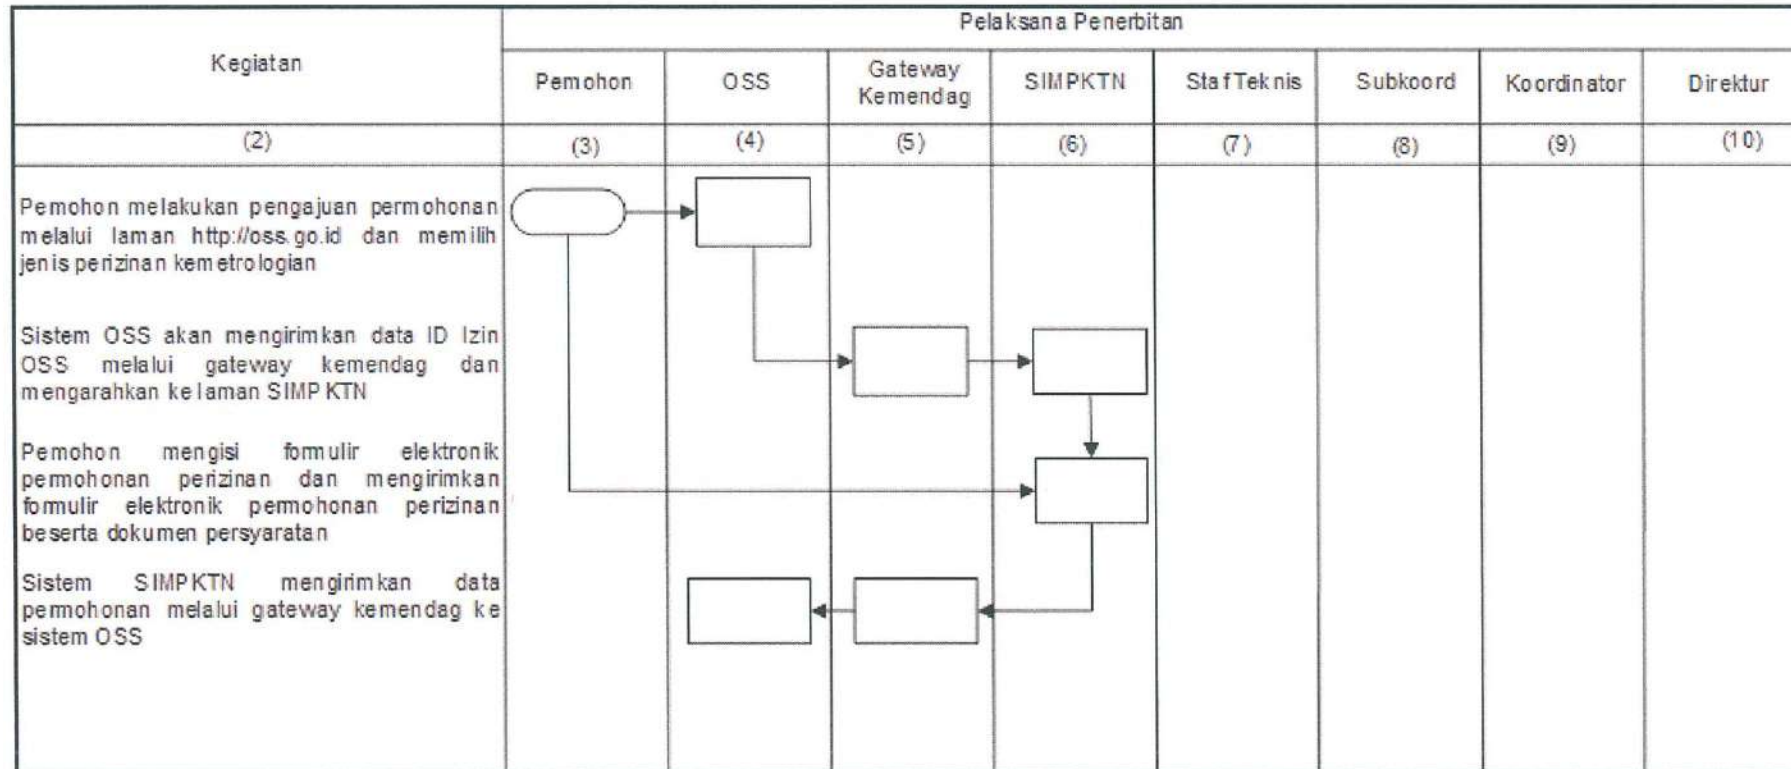 Kegiatan
Pelaksana Penerbitan
Pemohon
OSS
Gateway
Kemendag
SIMPKTN
Staf Teknis
Subkoord
Koordinator
Direktur
(2)
(3)
(4)
(5)
(6)
(7)
(8)
(9)
(10)
Pemohon melakukan pengajuan permohonan
melalui laman http://oss.go.id dan memilih
jenis perizinan kemetrologian
Sistem OSS akan mengirimkan data ID Izin
OSS melalui gateway kemendag dan
mengarahkan ke laman SIMPKTN
Pemohon mengisi formulir elektronik
permohonan perizinan dan mengirimkan
formulir elektronik permohonan perizinan
beserta dokumen persyaratan
Sistem SIMPKTN mengirimkan data
permohonan melalui gateway kemendag ke
sistem OSS